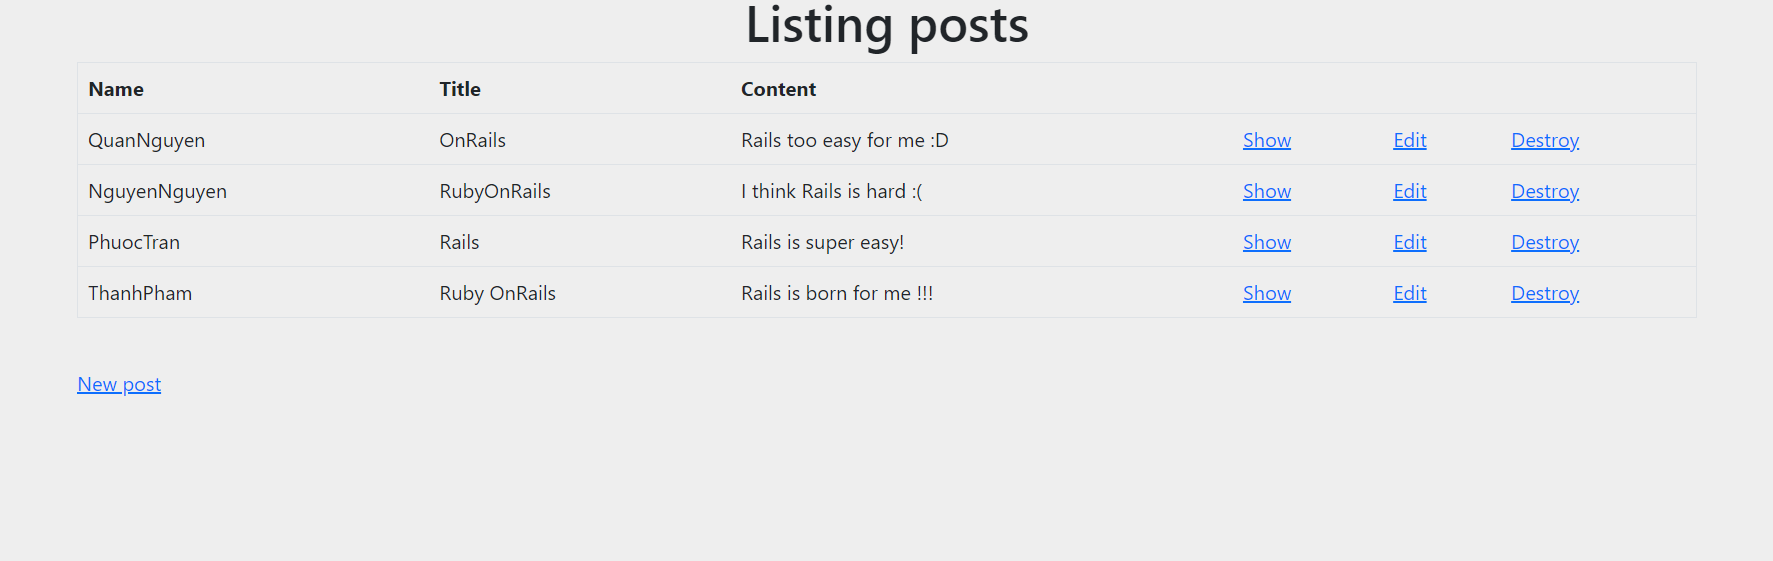 Listing posts
Name Title Content
QuanNguyen OnRails Rails too easy for me :D Show Edit Destroy
NguyenNguyen RubyOnRails I think Rails is hard :( Show Edit Destroy
PhuocTran Rails Rails is super easy! Show Edit Destroy
ThanhPham Ruby OnRails Rails is born for me !!! Show Edit Destroy
New post